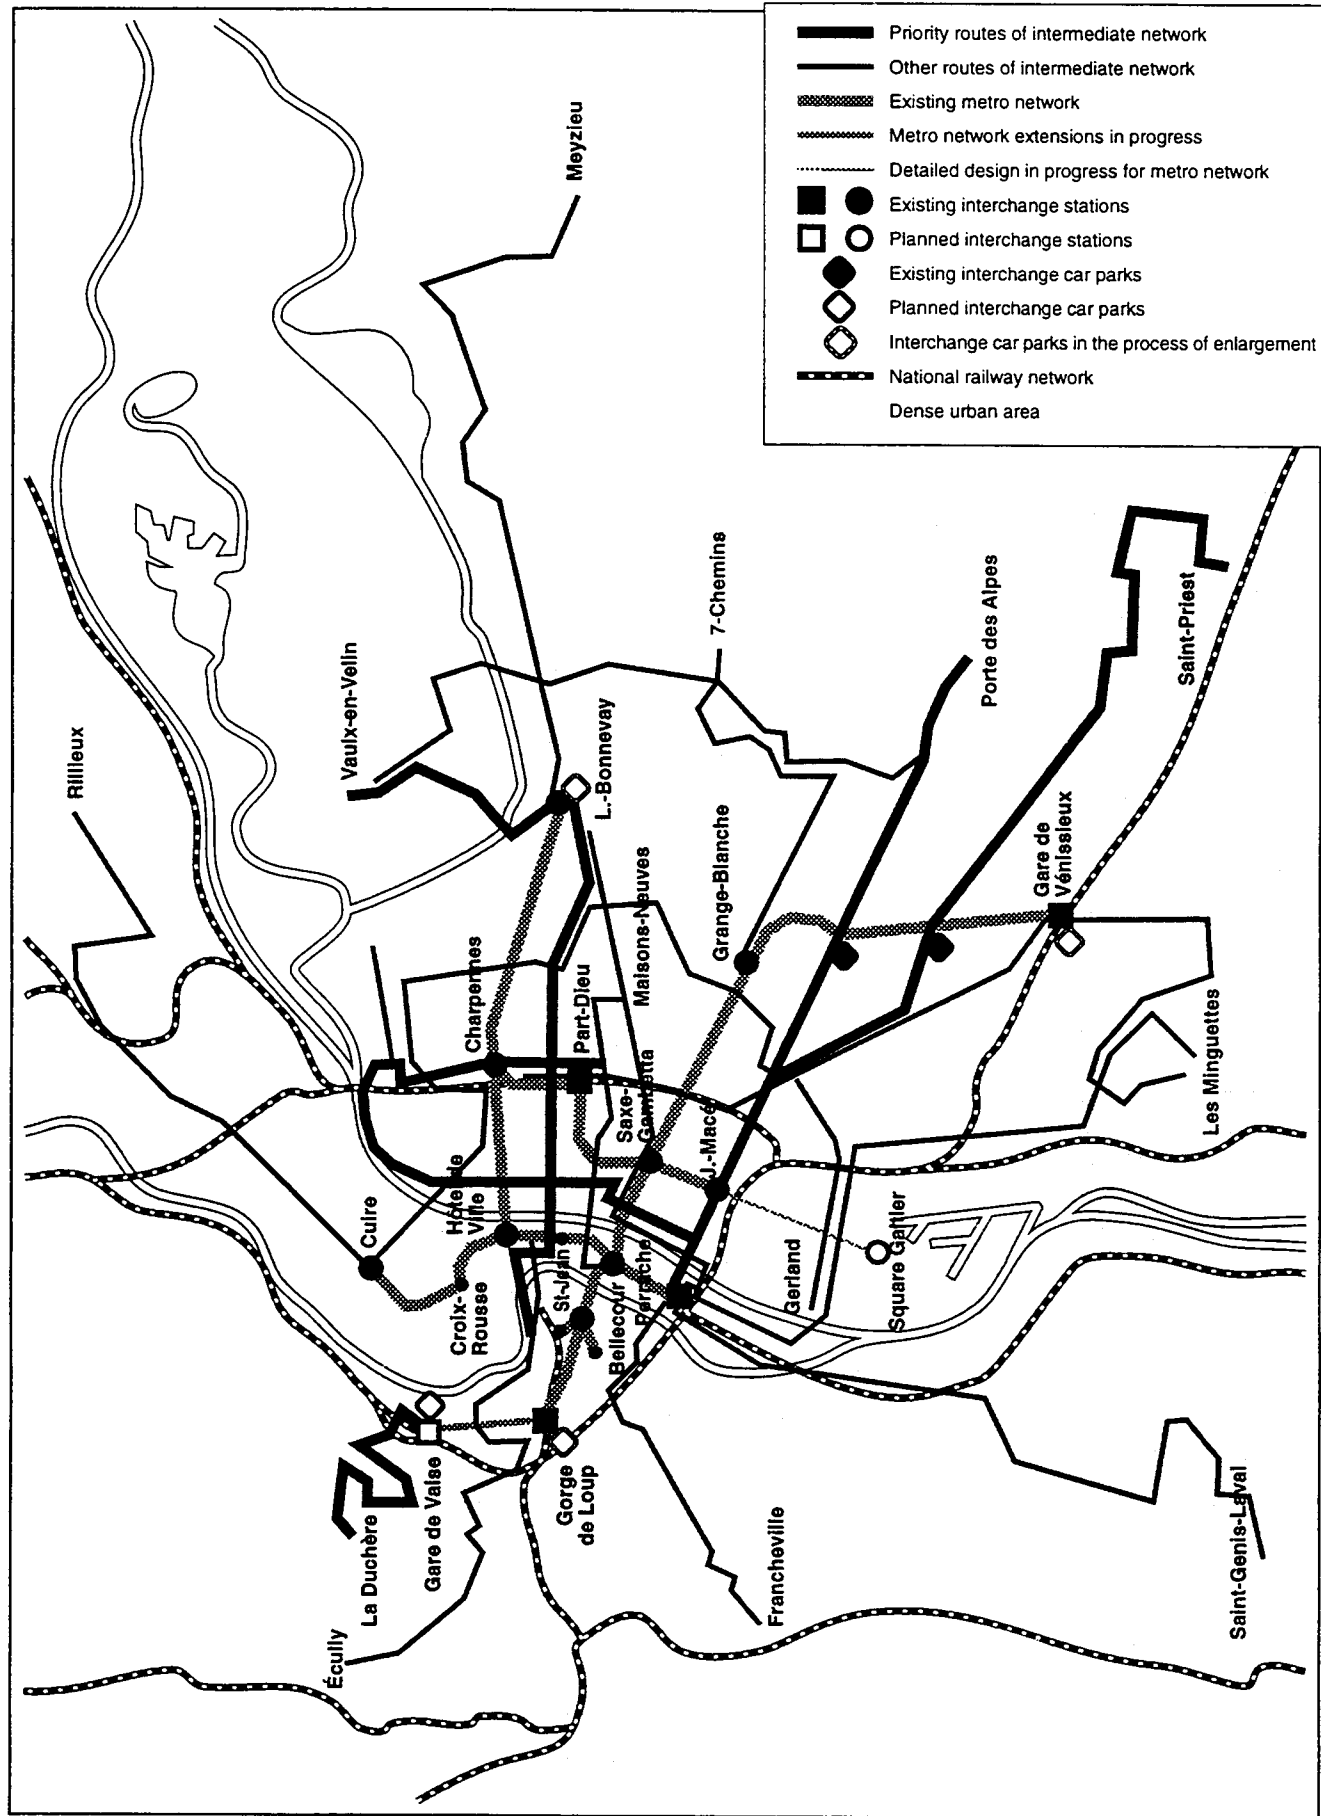 Priority routes of intermediate network
Other routes of intermediate network
Existing metro network
Metro network extensions in progress
Detailed design in progress for metro network
Existing interchange stations
Planned interchange stations
Existing interchange car parks
Planned interchange car parks
Interchange car parks in the process of enlargement
National railway network
Dense urban area
Meyzieu
Rillieux
Vaulx-en-Velin
7-Chemins
Porte des Alpes
Saint-Priest
L.-Bonnevay
Maisons-Neuves
Grange-Blanche
Gare de
Vénissieux
Charpennes
Part-Dieu
Saxe-
Gambetta
J.-Macé
Les Minguettes
Cuire
Hôtel de
Ville
Croix-
Rousse
St-Jean
Bellecour
Perrache
Gerland
Square Galtier
La Duchère
Gare de Vaise
Gorge
de Loup
Écully
Francheville
Saint-Genis-Laval